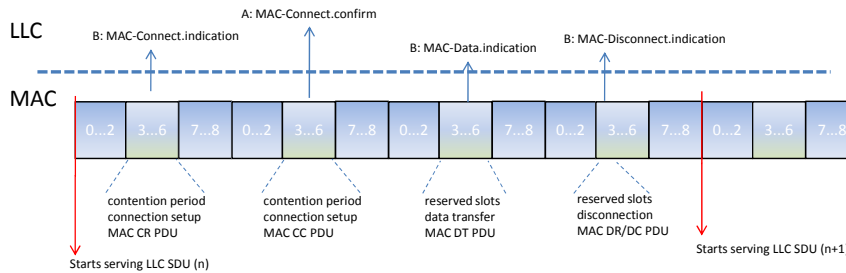 A: MAC-Connect.confirm
LLC
B: MAC-Connect.indication
B: MAC-Data.indication
B: MAC-Disconnect.indication
MAC
0...2 3...6 7...8 0...2 3...6 7...8 0...2 3...6 7...8 0...2 3...6 7...8 0...2 3...6 7...8
contention period
connection setup
MAC CR PDU
contention period
connection setup
MAC CC PDU
reserved slots
data transfer
MAC DT PDU
reserved slots
disconnection
MAC DR/DC PDU
Starts serving LLC SDU (n)
Starts serving LLC SDU (n+1)